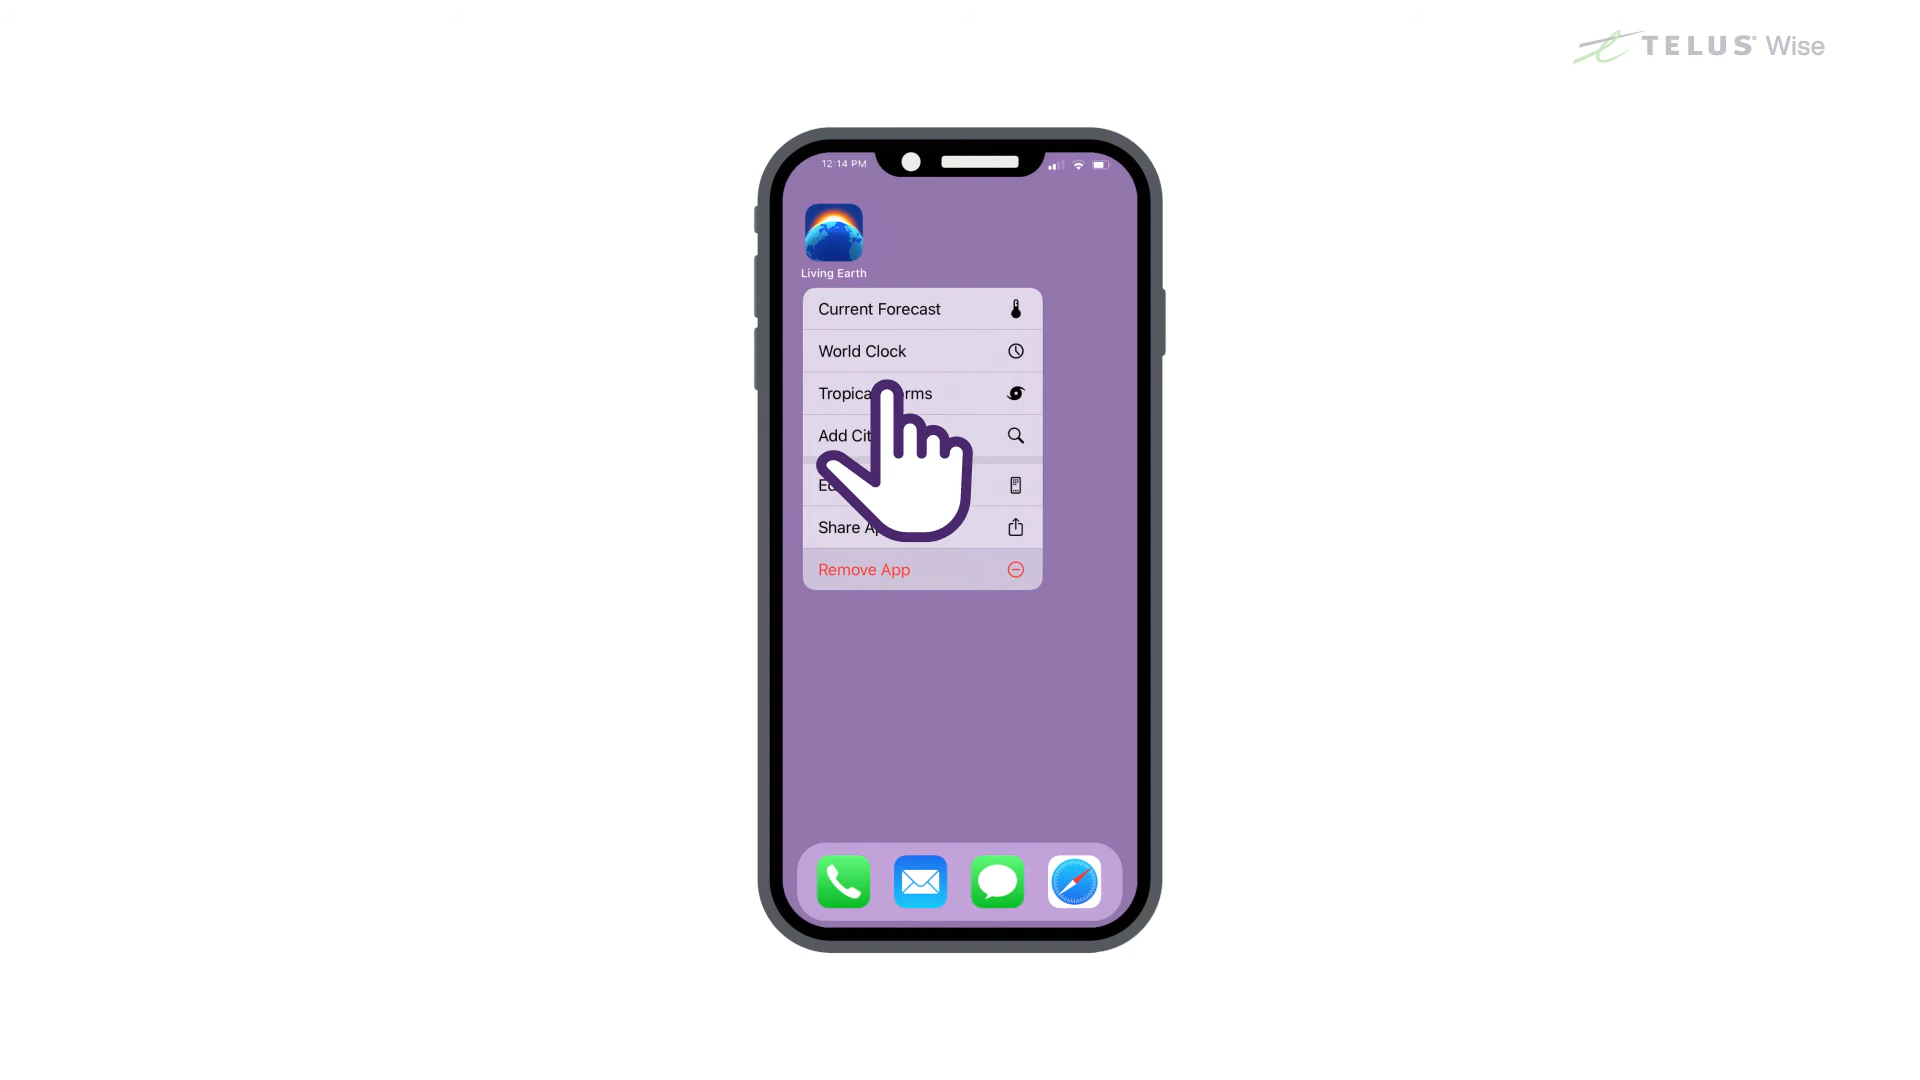 TELUS® Wise
12:14 PM
Living Earth
Current Forecast
World Clock
Tropica rms
Add Cit
Share A
Remove App